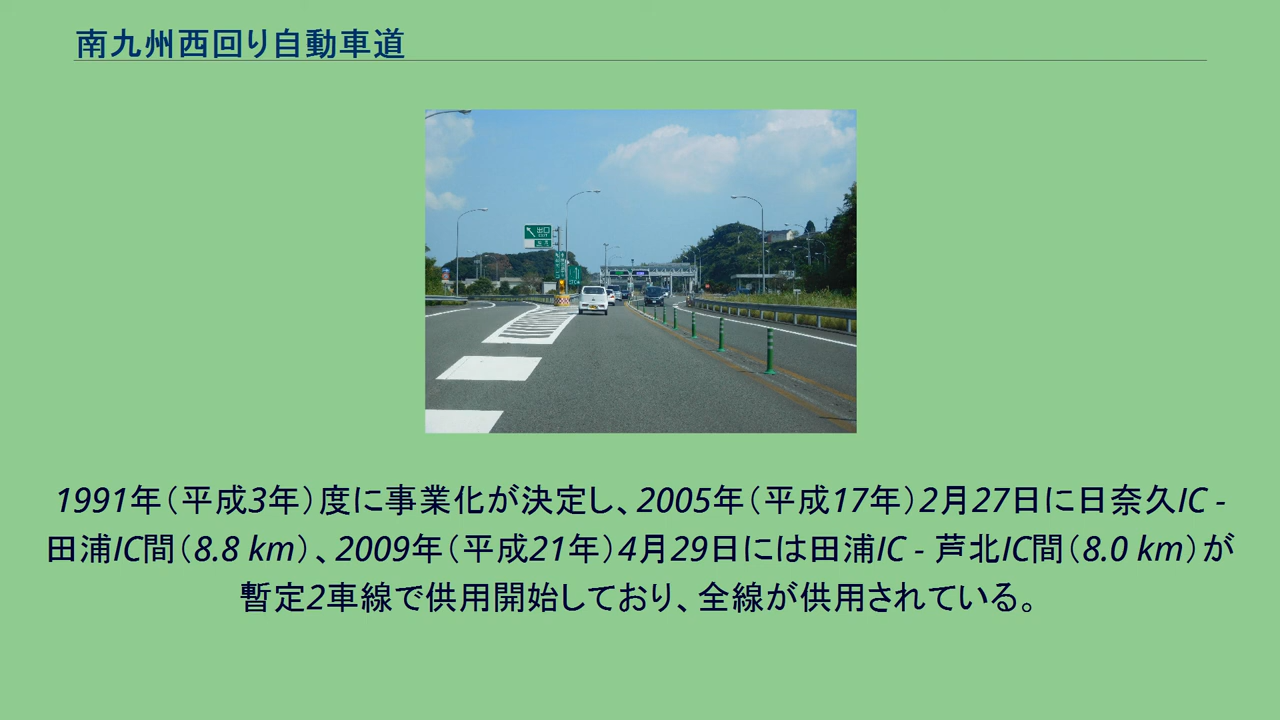 南九州西回り自動車道
出口
1991年（平成3年）度に事業化が決定し、2005年（平成17年）2月27日に日奈久IC -
田浦IC間（8.8 km）、2009年（平成21年）4月29日には田浦IC - 芦北IC間（8.0 km）が
暫定2車線で供用開始しており、全線が供用されている。